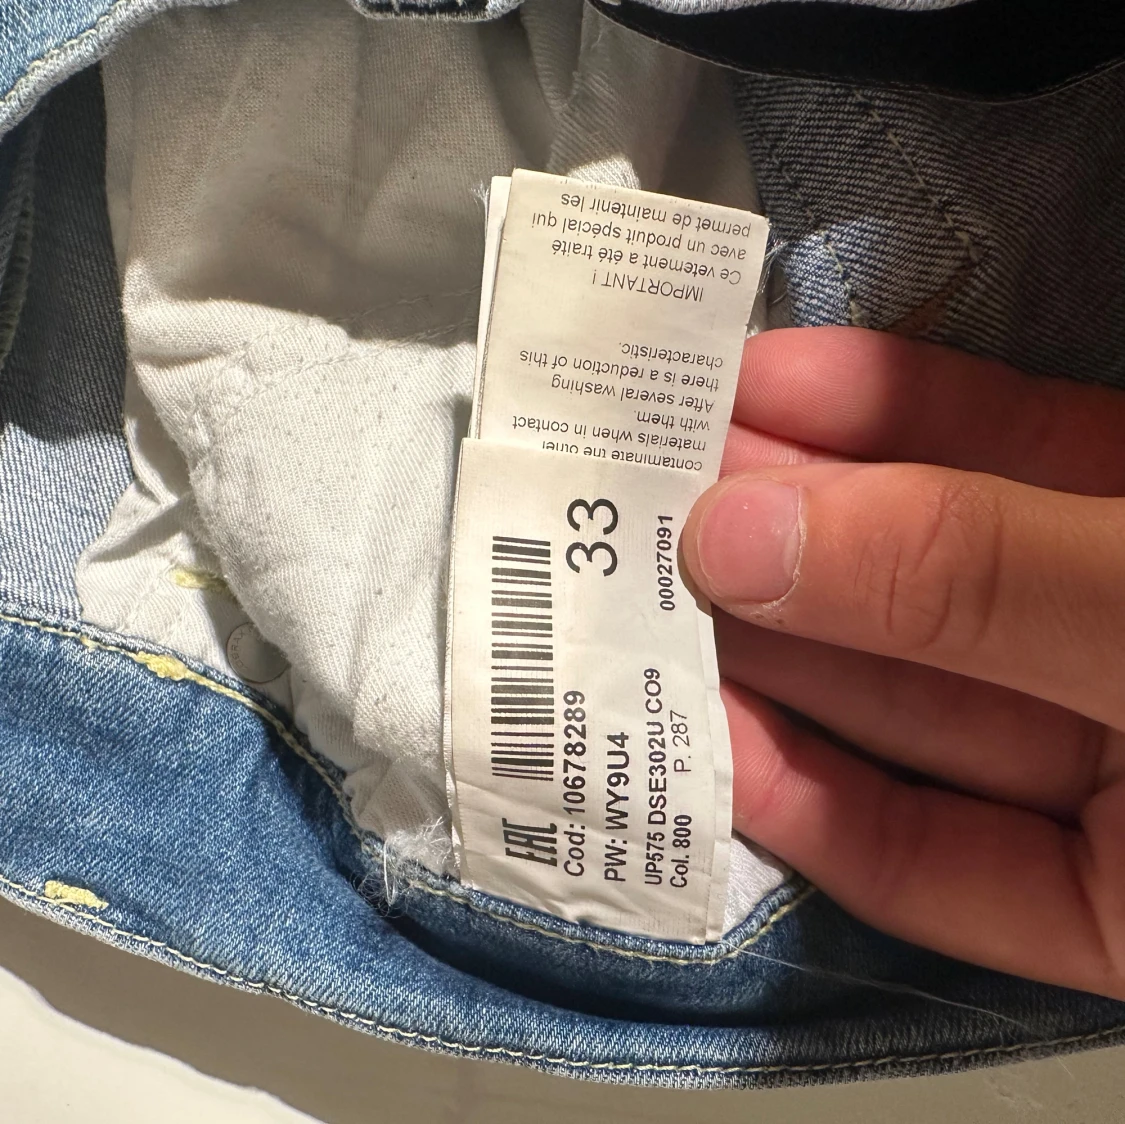 contaminate the other
materials when in contact
with them.
After several washing
there is a reduction of this
characteristic.
IMPORTANT !
Ce vetement a été traité
avec un produit spécial qui
permet de maintenir les
33
00027091
EAC
Cod: 10678289
PW: WY9U4
UP575 DSE302U CO9
Col. 800 P. 287